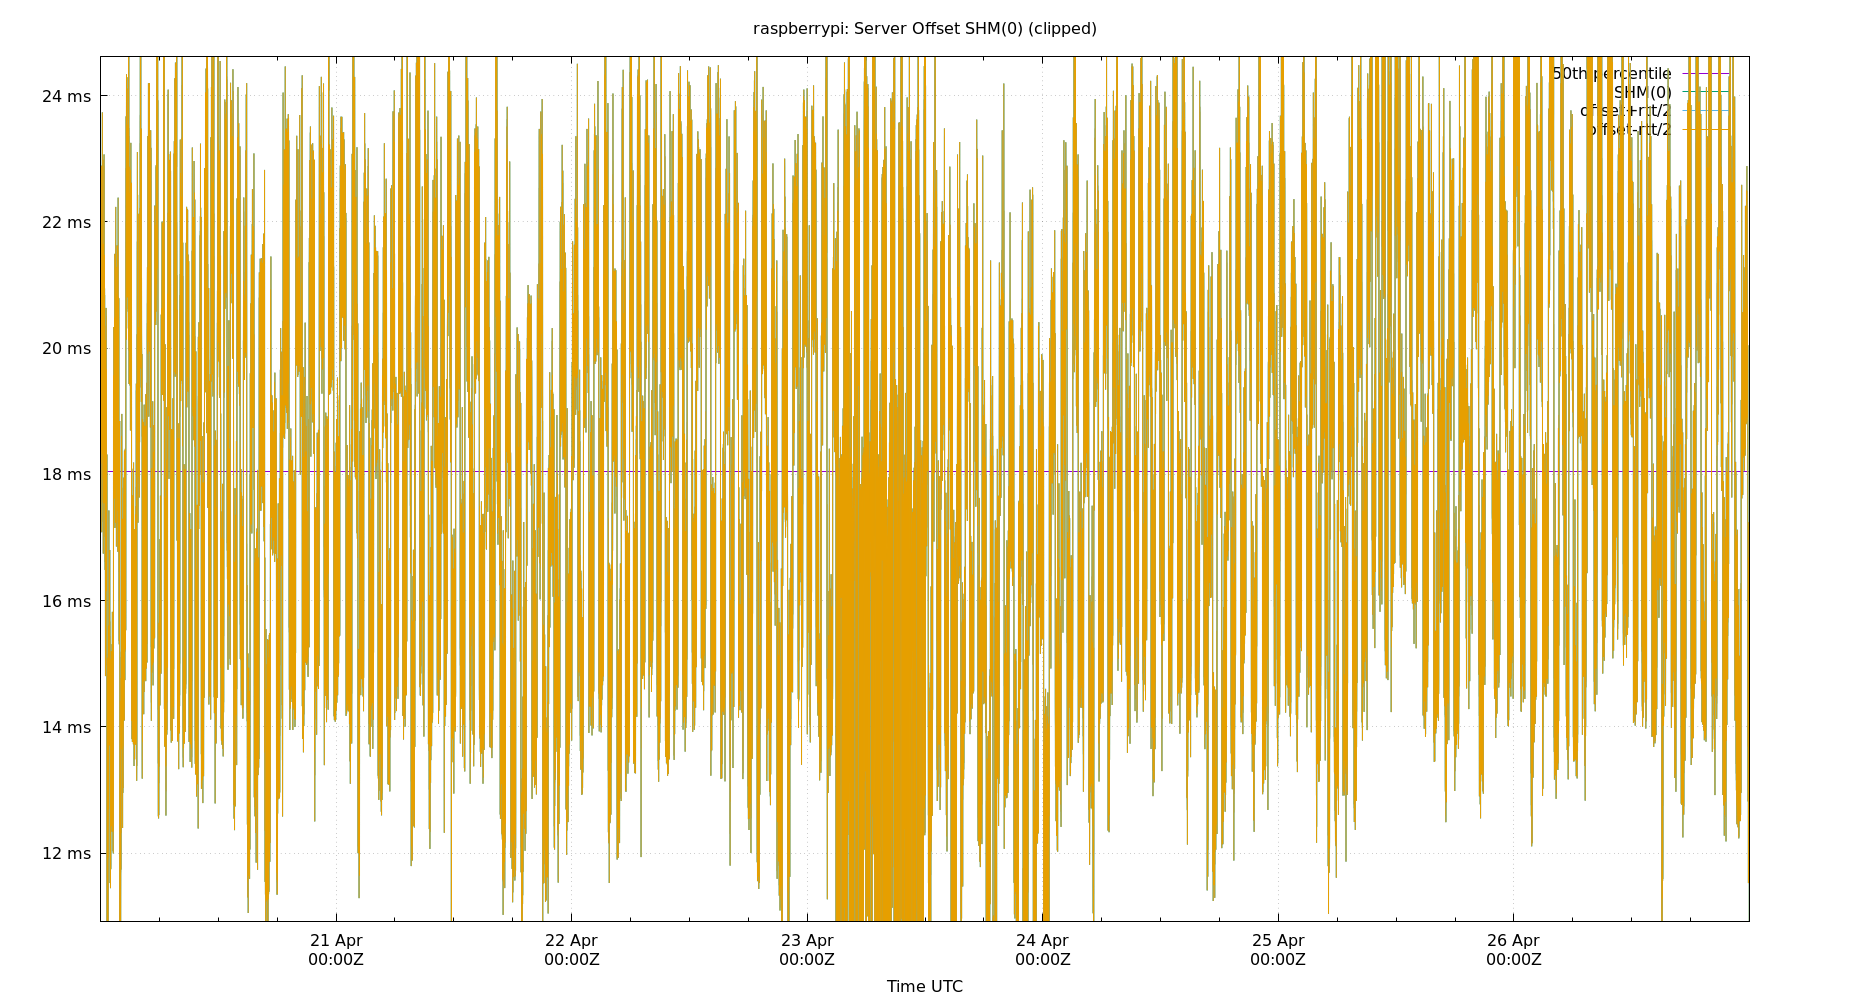 raspberrypi: Server Offset SHM(0) (clipped)
50th percentile
SHM(0)
offset+rtt/2
offset-rtt/2
24 ms
22 ms
20 ms
18 ms
16 ms
14 ms
12 ms
21 Apr
00:00Z
22 Apr
00:00Z
23 Apr
00:00Z
24 Apr
00:00Z
25 Apr
00:00Z
26 Apr
00:00Z
Time UTC